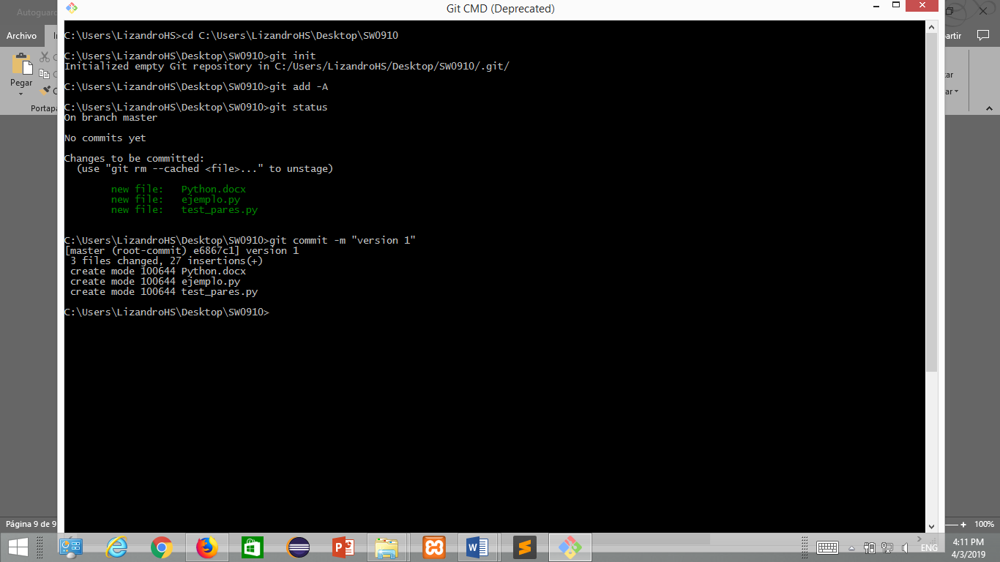 Autoguard
Git CMD (Deprecated)
Archivo
In
artir
Pegar
C
C
C
Portapa
tar
ar
C:\Users\LizandroHS>cd C:\Users\LizandroHS\Desktop\SW0910
C:\Users\LizandroHS\Desktop\SW0910>git init
Initialized empty Git repository in C:/Users/LizandroHS/Desktop/SW0910/.git/
C:\Users\LizandroHS\Desktop\SW0910>git add -A
C:\Users\LizandroHS\Desktop\SW0910>git status
On branch master
No commits yet
Changes to be committed:
(use "git rm --cached <file>..." to unstage)
new file: Python.docx
new file: ejemplo.py
new file: test_pares.py
C:\Users\LizandroHS\Desktop\SW0910>git commit -m "version 1"
[master (root-commit) e6867c1] version 1
3 files changed, 27 insertions(+)
create mode 100644 Python.docx
create mode 100644 ejemplo.py
create mode 100644 test_pares.py
C:\Users\LizandroHS\Desktop\SW0910>
Página 9 de 9
100%
ENG
4:11 PM
4/3/2019